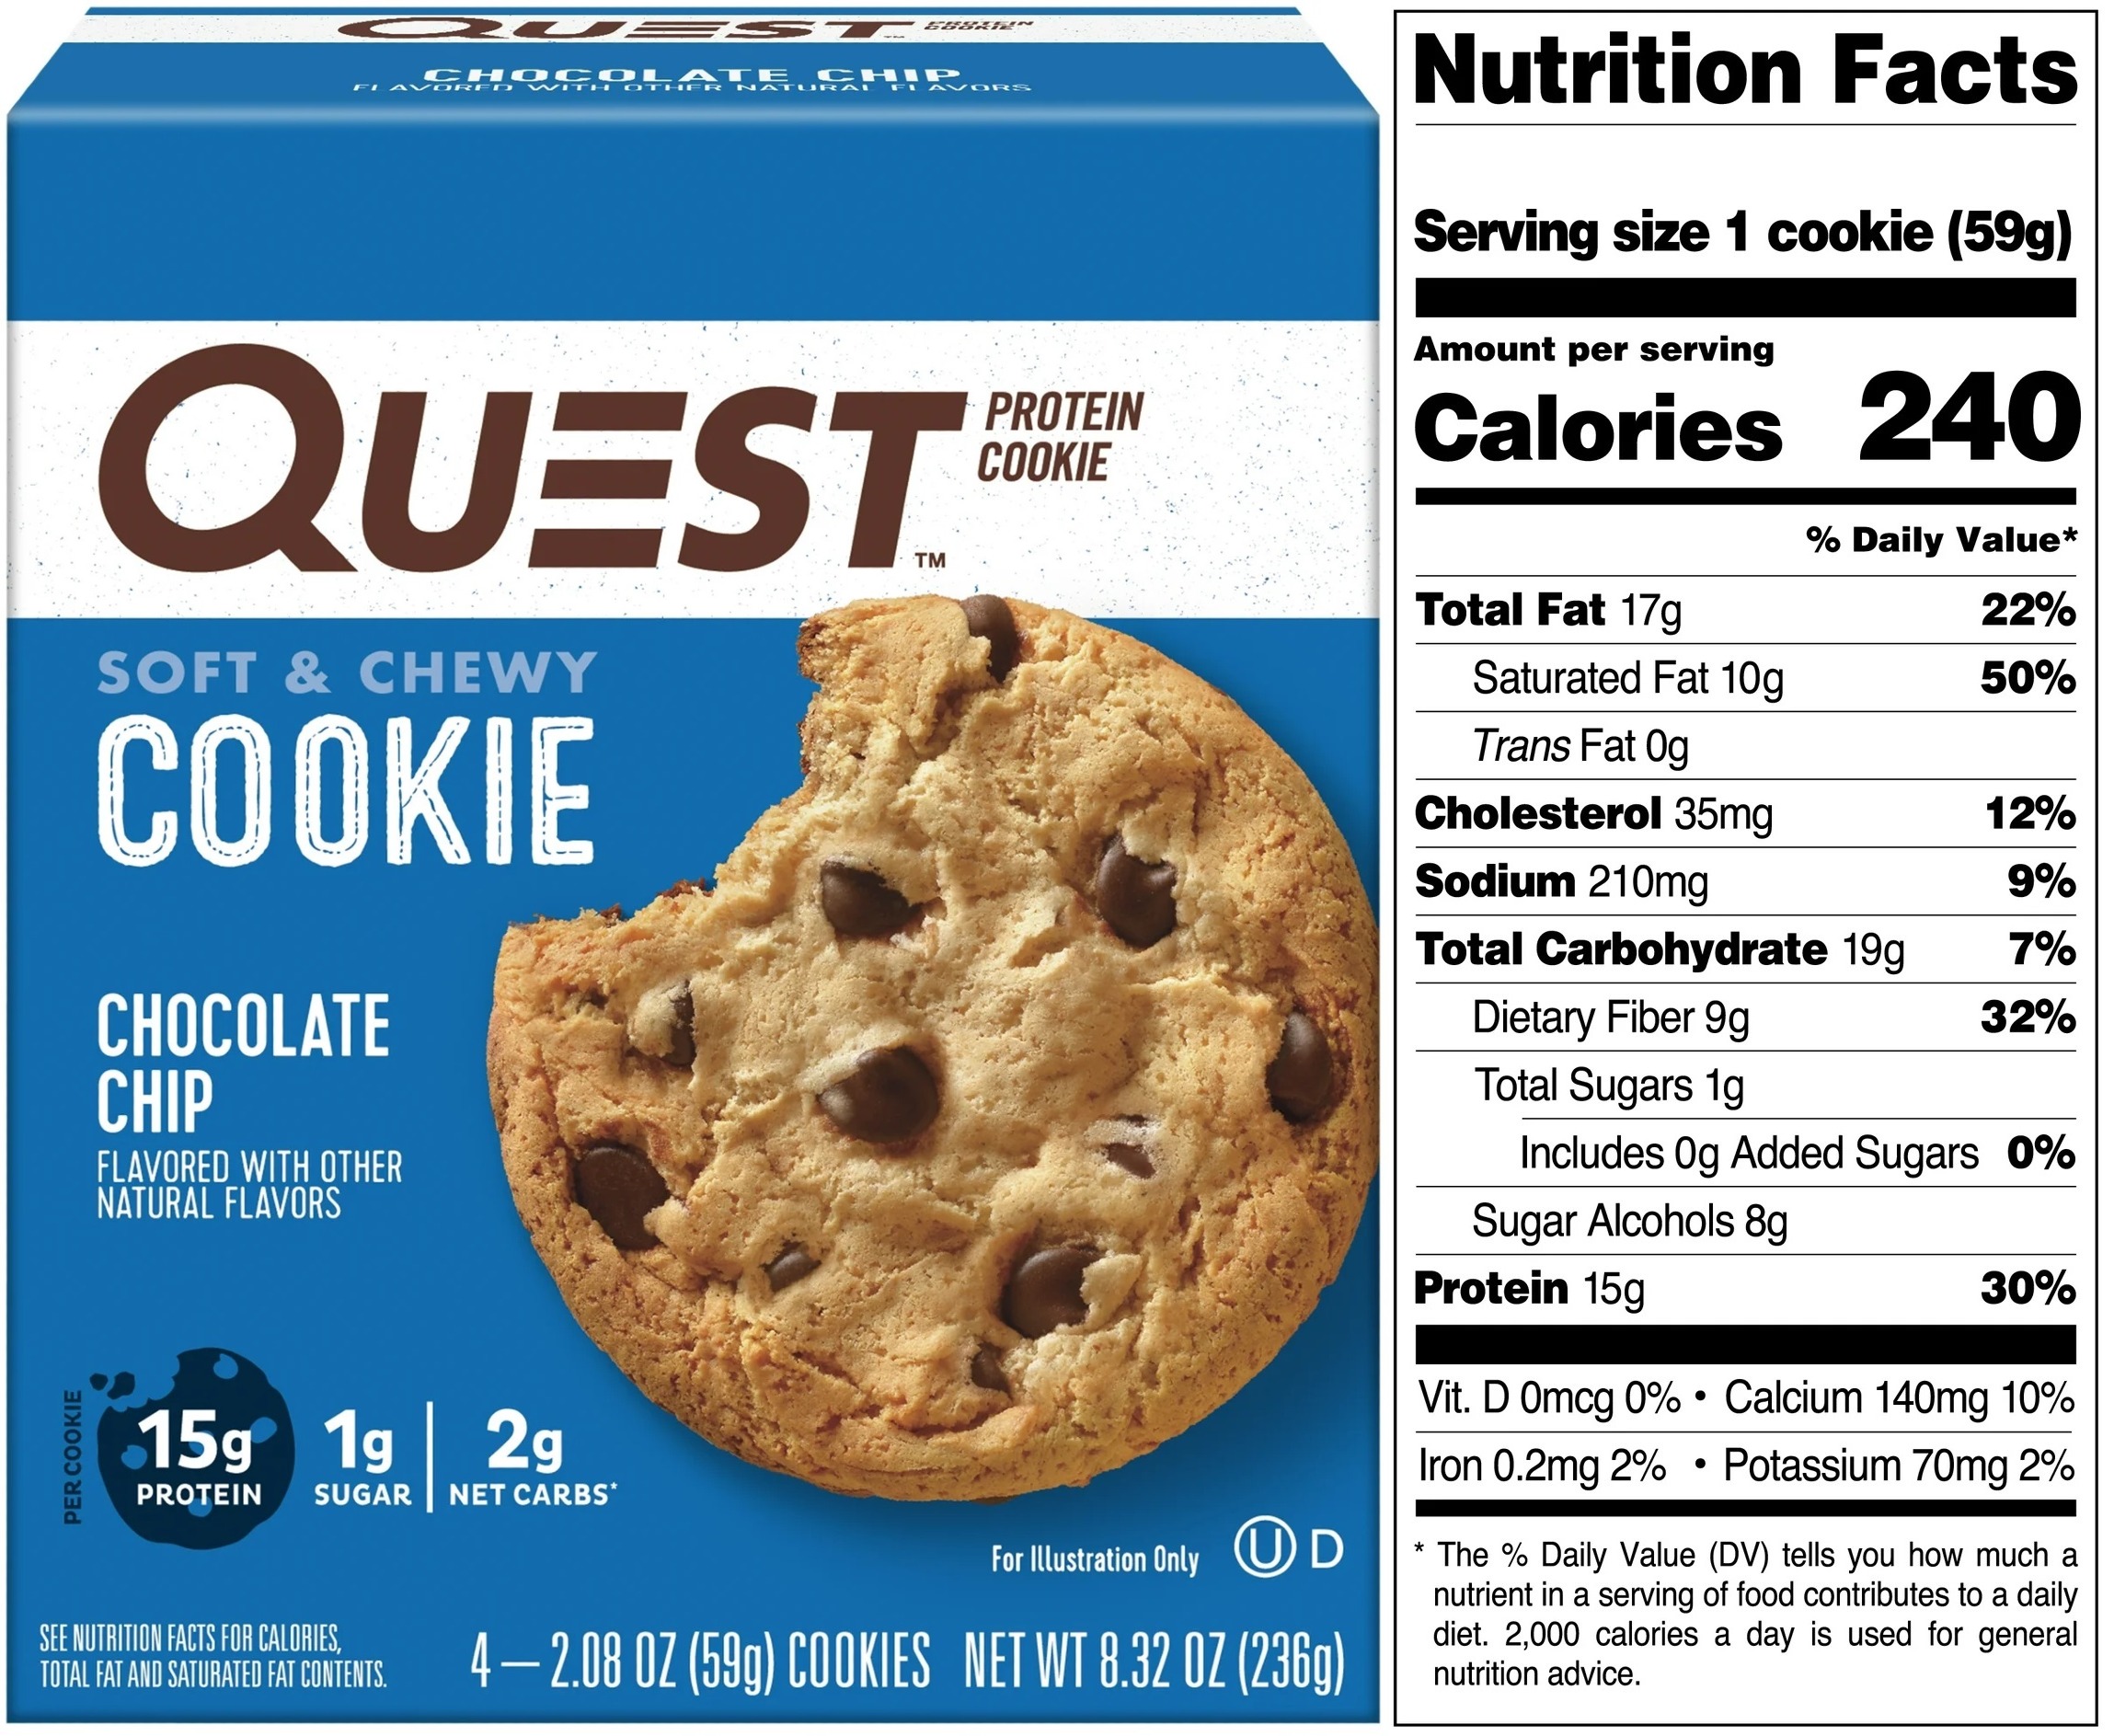 QUEST™ PROTEIN
COOKIE
CHOCOLATE CHIP
FLAVORED WITH OTHER NATURAL FLAVORS
QUEST™ PROTEIN
COOKIE
SOFT & CHEWY
COOKIE
CHOCOLATE
CHIP
FLAVORED WITH OTHER
NATURAL FLAVORS
PER COOKIE
15g
PROTEIN
1g
SUGAR
2g
NET CARBS*
For Illustration Only
U D
SEE NUTRITION FACTS FOR CALORIES,
TOTAL FAT AND SATURATED FAT CONTENTS.
4 – 2.08 OZ (59g) COOKIES NET WT 8.32 OZ (236g)
Nutrition Facts
Serving size 1 cookie (59g)
Amount per serving
Calories 240
% Daily Value*
Total Fat 17g 22%
Saturated Fat 10g 50%
Trans Fat 0g
Cholesterol 35mg 12%
Sodium 210mg 9%
Total Carbohydrate 19g 7%
Dietary Fiber 9g 32%
Total Sugars 1g
Includes 0g Added Sugars 0%
Sugar Alcohols 8g
Protein 15g 30%
Vit. D 0mcg 0% • Calcium 140mg 10%
Iron 0.2mg 2% • Potassium 70mg 2%
* The % Daily Value (DV) tells you how much a
nutrient in a serving of food contributes to a daily
diet. 2,000 calories a day is used for general
nutrition advice.